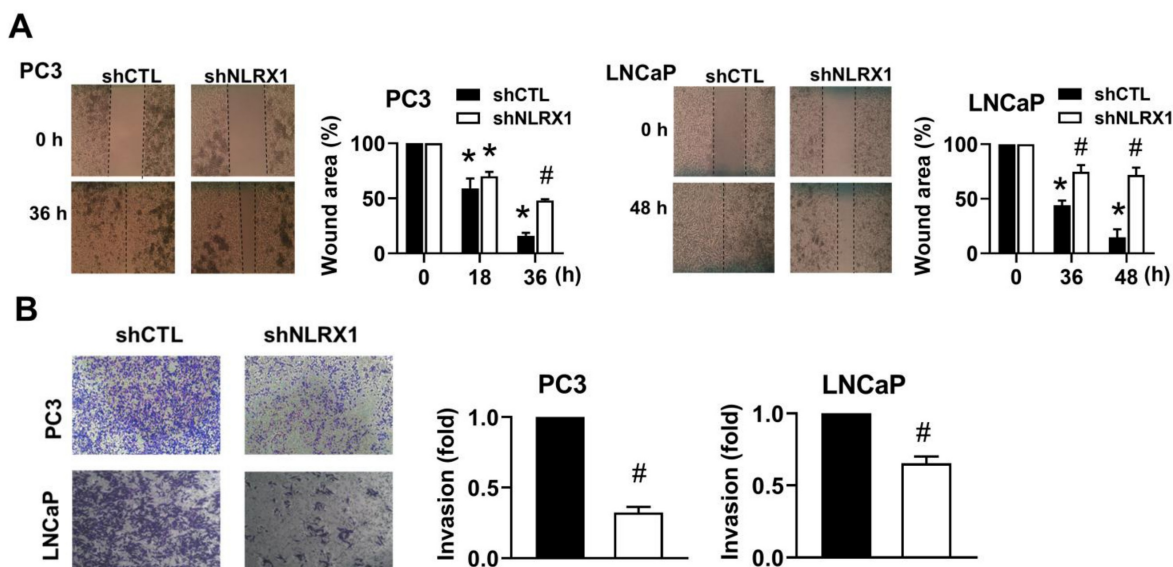 A
PC3
shCTL shNLRX1
0 h
36 h
PC3
shCTL
shNLRX1
Wound area (%)
100
50
0
* * * #
0 18 36 (h)
LNCaP
shCTL shNLRX1
0 h
48 h
LNCaP
shCTL
shNLRX1
Wound area (%)
100
50
0
* # * #
0 36 48 (h)
B
shCTL shNLRX1
PC3
LNCaP
PC3
Invasion (fold)
1.0
0.5
0.0
#
LNCaP
Invasion (fold)
1.0
0.5
0.0
#